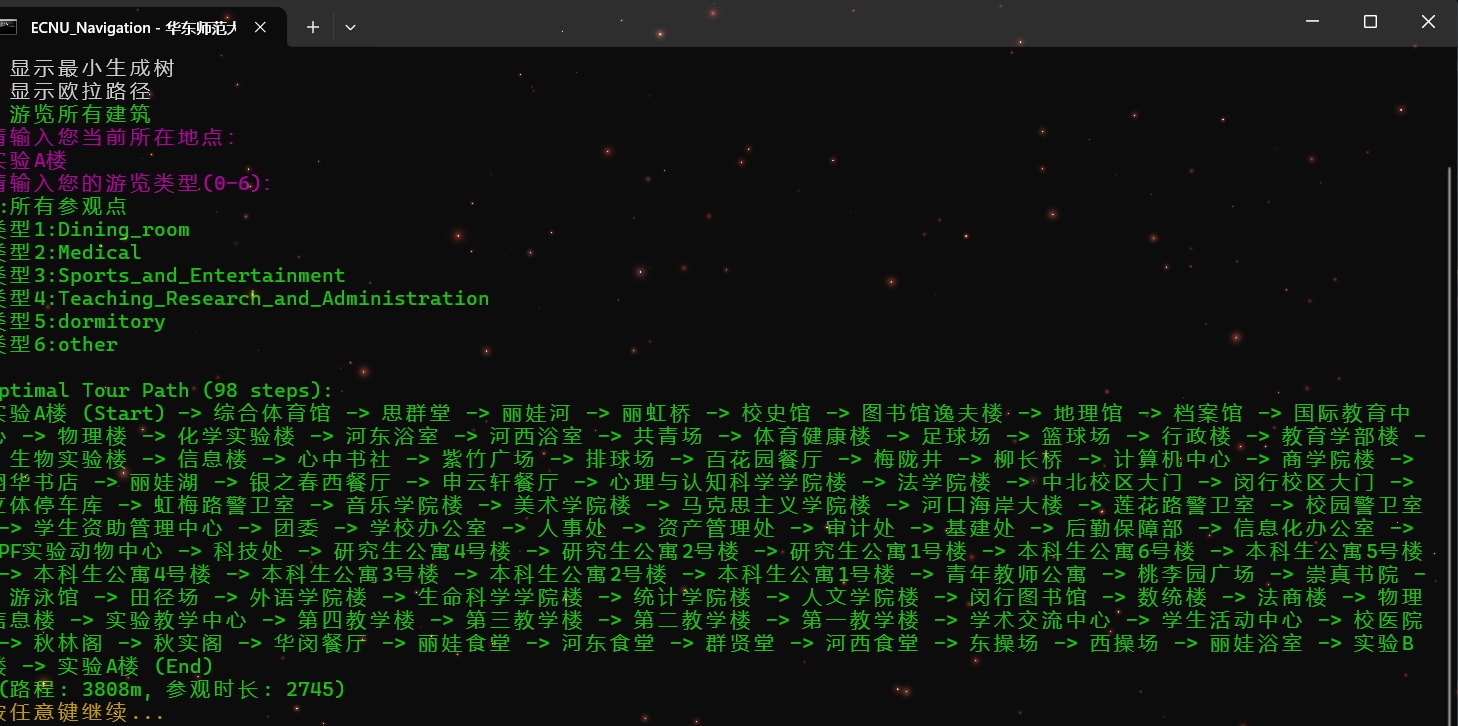 ECNU_Navigation - 华东师范大
显示最小生成树
显示欧拉路径
游览所有建筑
请输入您当前所在地点:
实验A楼
请输入您的游览类型(0-6):
:所有参观点
类型1:Dining_room
类型2:Medical
类型3:Sports_and_Entertainment
类型4:Teaching_Research_and_Administration
类型5:dormitory
类型6:other
ptimal Tour Path (98 steps):
实验A楼 (Start) -> 综合体育馆 -> 思群堂 -> 丽娃河 -> 丽虹桥 -> 校史馆 -> 图书馆逸夫楼 -> 地理馆 -> 档案馆 -> 国际教育中
心 -> 物理楼 -> 化学实验楼 -> 河东浴室 -> 河西浴室 -> 共青场 -> 体育健康楼 -> 足球场 -> 篮球场 -> 行政楼 -> 教育学部楼 -
生物实验楼 -> 信息楼 -> 心中书社 -> 紫竹广场 -> 排球场 -> 百花园餐厅 -> 梅陇井 -> 柳长桥 -> 计算机中心 -> 商学院楼 ->
华书店 -> 丽娃湖 -> 银之春西餐厅 -> 申云轩餐厅 -> 心理与认知科学学院楼 -> 法学院楼 -> 中北校区大门 -> 闵行校区大门 ->
立体停车库 -> 虹梅路警卫室 -> 音乐学院楼 -> 美术学院楼 -> 马克思主义学院楼 -> 河口海岸大楼 -> 莲花路警卫室 -> 校园警卫室
-> 学生资助管理中心 -> 团委 -> 学校办公室 -> 人事处 -> 资产管理处 -> 审计处 -> 基建处 -> 后勤保障部 -> 信息化办公室 ->
PF实验动物中心 -> 科技处 -> 研究生公寓4号楼 -> 研究生公寓2号楼 -> 研究生公寓1号楼 -> 本科生公寓6号楼 -> 本科生公寓5号楼
-> 本科生公寓4号楼 -> 本科生公寓3号楼 -> 本科生公寓2号楼 -> 本科生公寓1号楼 -> 青年教师公寓 -> 桃李园广场 -> 崇真书院 -
游泳馆 -> 田径场 -> 外语学院楼 -> 生命科学学院楼 -> 统计学院楼 -> 人文学院楼 -> 闵行图书馆 -> 数统楼 -> 法商楼 -> 物理
信息楼 -> 实验教学中心 -> 第四教学楼 -> 第三教学楼 -> 第二教学楼 -> 第一教学楼 -> 学术交流中心 -> 学生活动中心 -> 校医院
-> 秋林阁 -> 秋实阁 -> 华闵餐厅 -> 丽娃食堂 -> 河东食堂 -> 群贤堂 -> 河西食堂 -> 东操场 -> 西操场 -> 丽娃浴室 -> 实验B
楼 -> 实验A楼 (End)
(路程: 3808m, 参观时长: 2745)
按任意键继续...